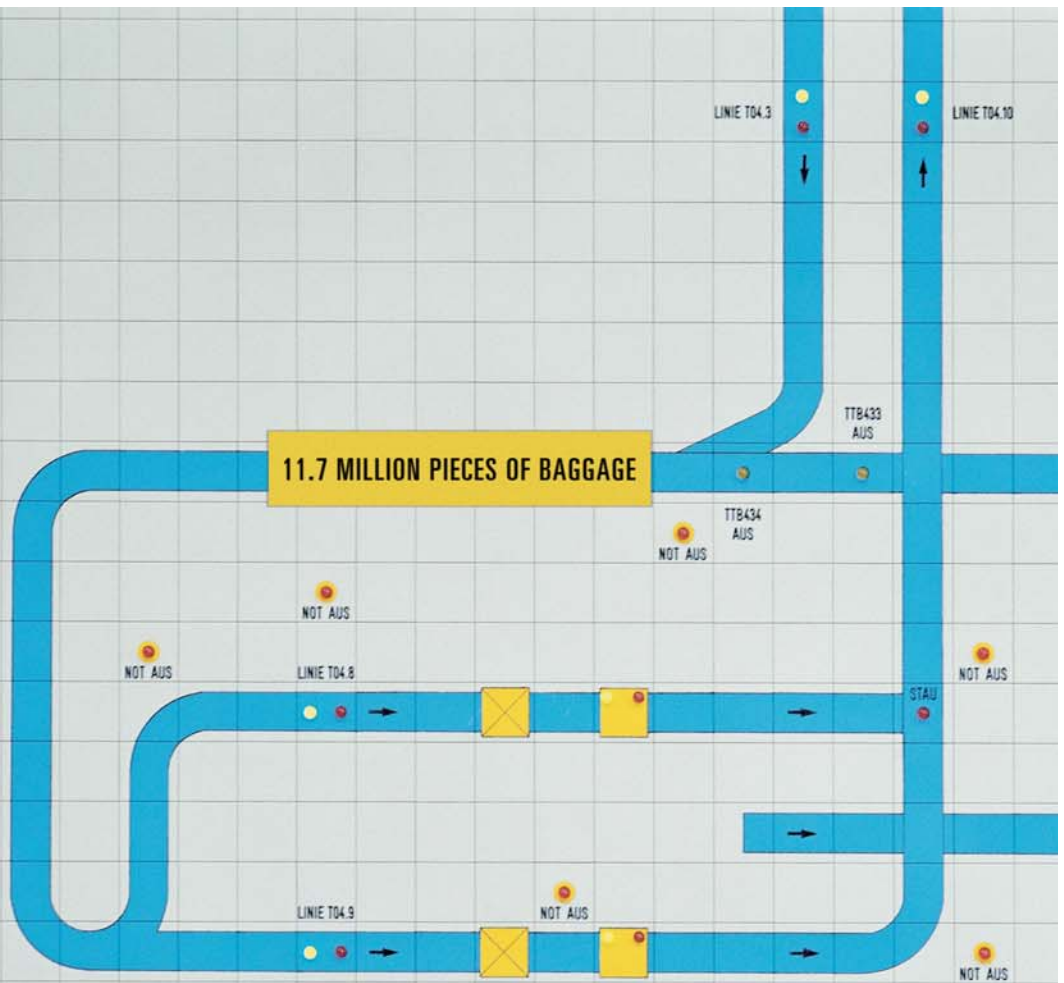 LINIE T04.3
LINIE T04.10
TTB433
AUS
11.7 MILLION PIECES OF BAGGAGE
TTB434
AUS
NOT AUS
NOT AUS
NOT AUS
LINIE T04.8
NOT AUS
STAU
LINIE T04.9
NOT AUS
NOT AUS